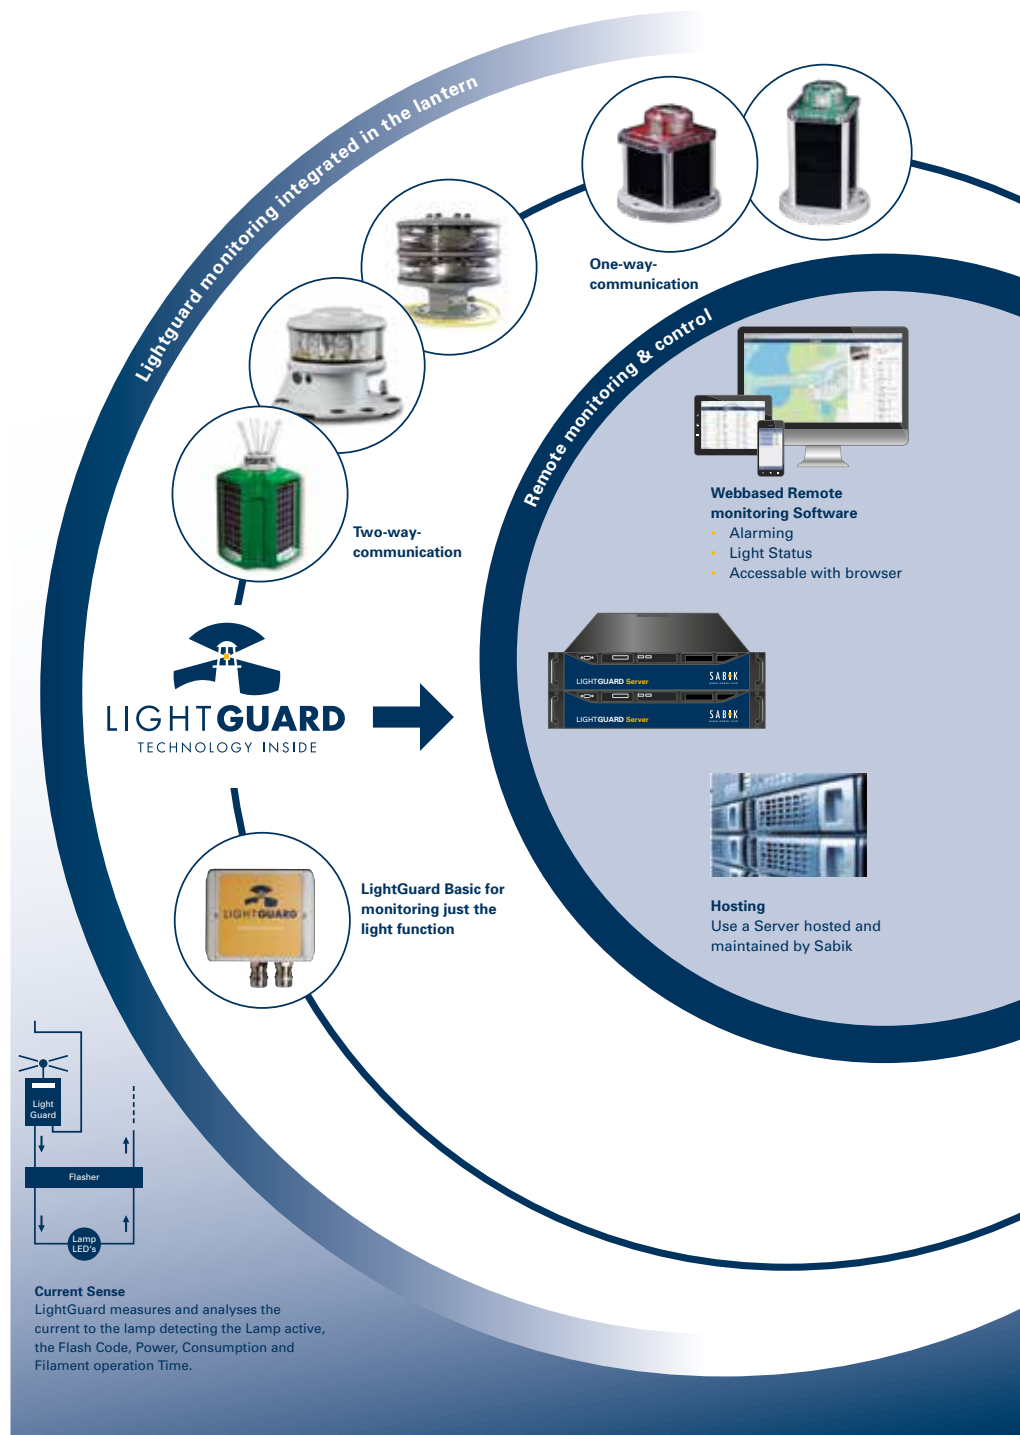 Lightguard monitoring integrated in the lantern
One-way-
communication
Remote monitoring & control
Webbased Remote
monitoring Software
• Alarming
• Light Status
• Accessable with browser
Two-way-
communication
LIGHTGUARD
TECHNOLOGY INSIDE
LIGHTGUARD Server
SABIK
LIGHTGUARD Server
SABIK
LightGuard Basic for
monitoring just the
light function
LIGHTGUARD
Hosting
Use a Server hosted and
maintained by Sabik
Light
Guard
Flasher
Lamp
LED's
Current Sense
LightGuard measures and analyses the
current to the lamp detecting the Lamp active,
the Flash Code, Power, Consumption and
Filament operation Time.